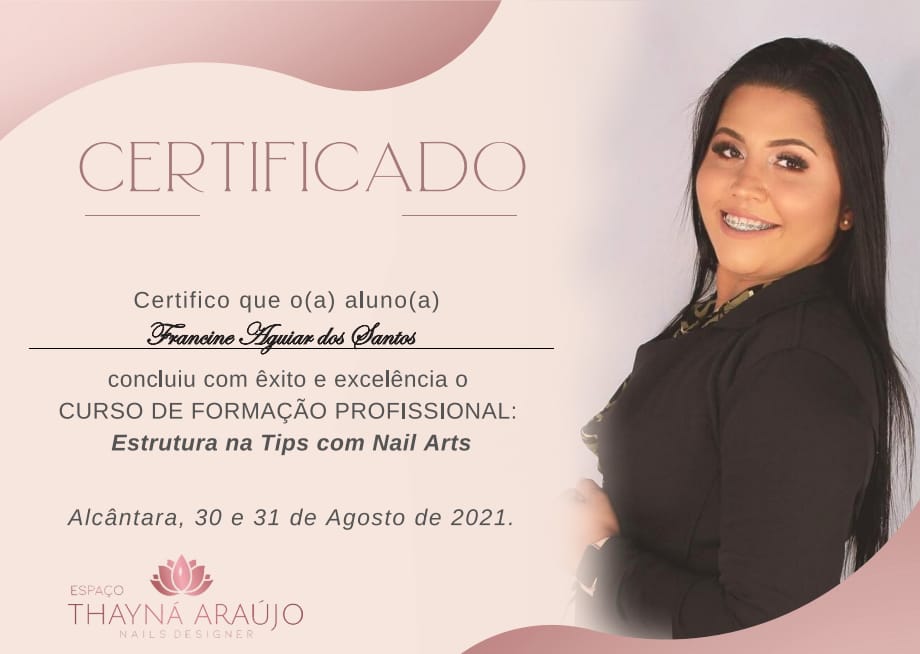 CERTIFICADO
Certifico que o(a) aluno(a)
Francine Aguiar dos Santos
concluiu com êxito e excelência o
CURSO DE FORMAÇÃO PROFISSIONAL:
Estrutura na Tips com Nail Arts
Alcântara, 30 e 31 de Agosto de 2021.
ESPAÇO
THAYNÁ ARAÚJO
NAILS DESIGNER